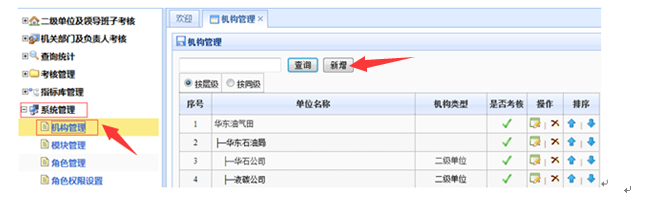 二级单位及领导班子考核
机关部门及负责人考核
查询统计
考核管理
指标库管理
系统管理
机构管理
模块管理
角色管理
角色权限设置
欢迎 机构管理 ×
机构管理
查询 新增
按层级 按同级
序号 单位名称 机构类型 是否考核 操作 排序
1 华东油气田
2 ├─华东石油局
3 ├─华石公司 二级单位
4 ├─液碳公司 二级单位